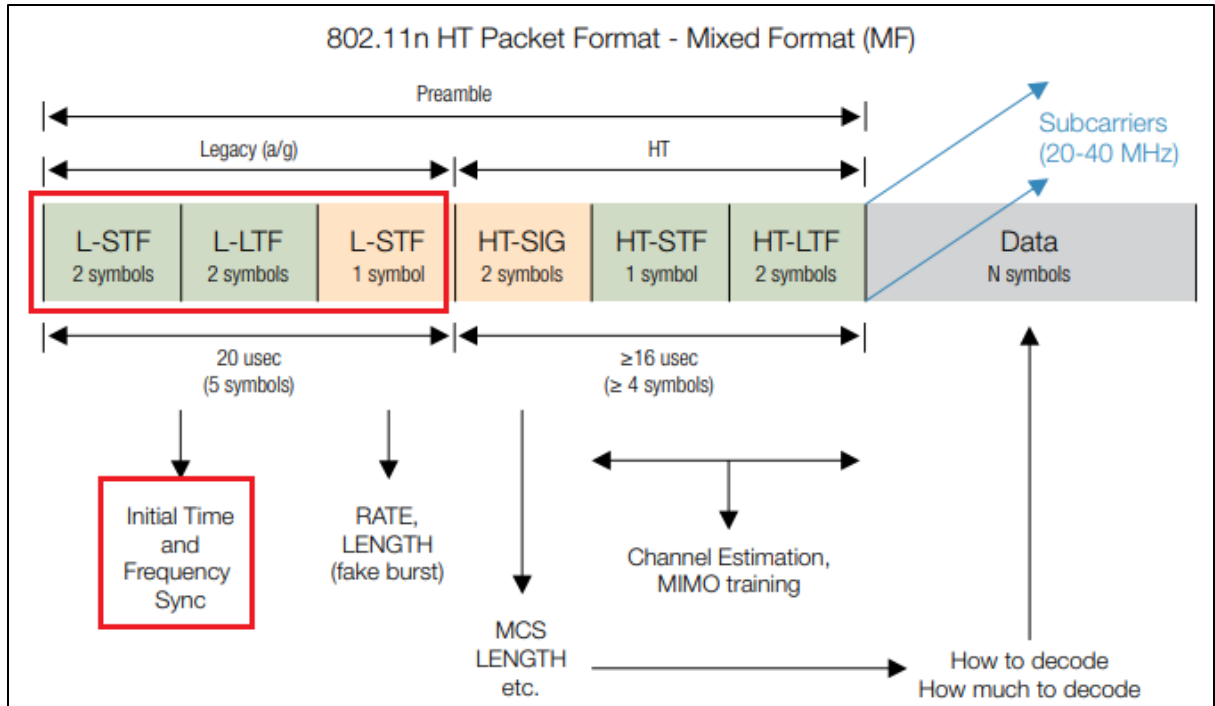 802.11n HT Packet Format - Mixed Format (MF)
Preamble
Legacy (a/g)
HT
Subcarriers
(20-40 MHz)
L-STF
2 symbols
L-LTF
2 symbols
L-STF
1 symbol
HT-SIG
2 symbols
HT-STF
1 symbol
HT-LTF
2 symbols
Data
N symbols
20 usec
(5 symbols)
≥16 usec
(≥ 4 symbols)
Initial Time
and
Frequency
Sync
RATE,
LENGTH
(fake burst)
Channel Estimation,
MIMO training
MCS
LENGTH
etc.
How to decode
How much to decode